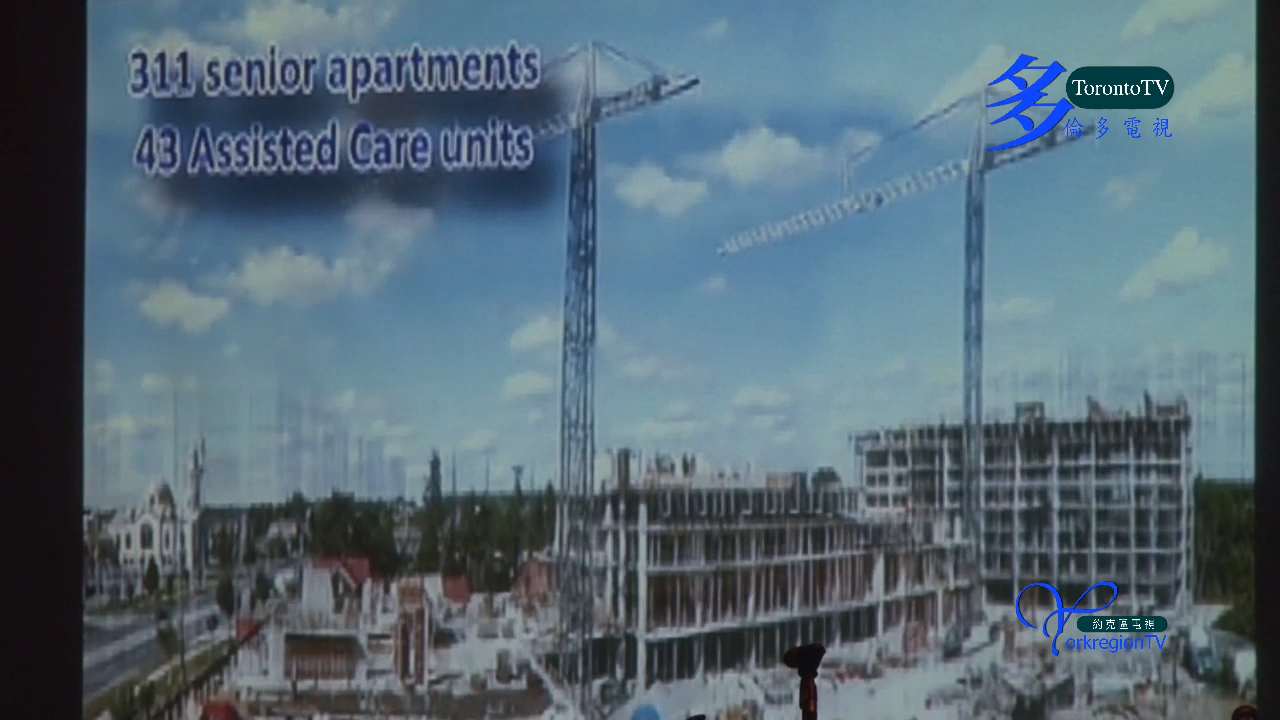 311 senior apartments
43 Assisted Care units
多
TorontoTV
倫多電視
約克區電視
YorkregionTV